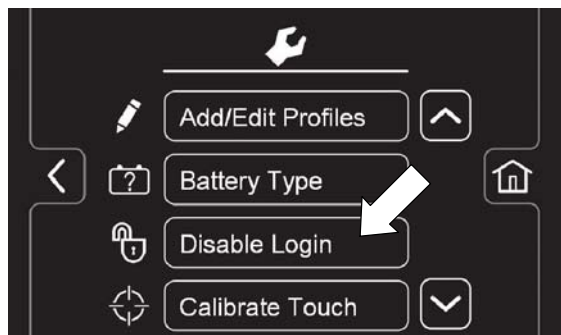 Add/Edit Profiles
Battery Type
Disable Login
Calibrate Touch